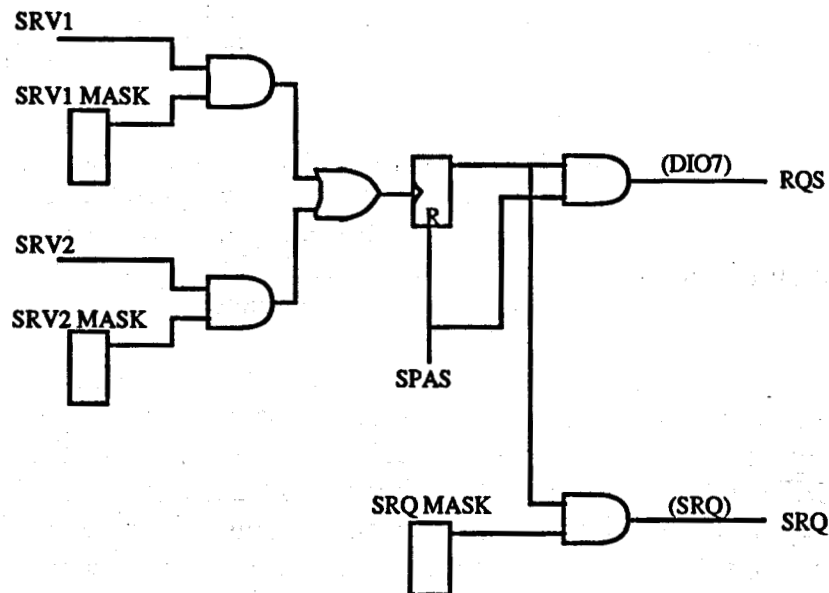 SRV1
SRV1 MASK
SRV2
SRV2 MASK
R
SPAS
(DIO7)
RQS
SRQ MASK
(SRQ)
SRQ